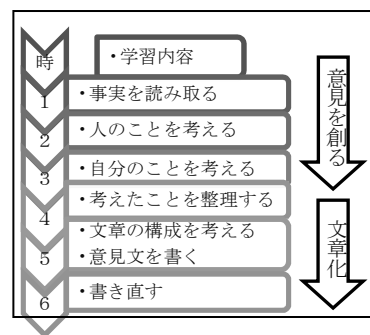 時
・学習内容
1
・事実を読み取る
2
・人のことを考える
3
・自分のことを考える
4
・考えたことを整理する
5
・文章の構成を考える
・意見文を書く
6
・書き直す
意見を創る
文章化